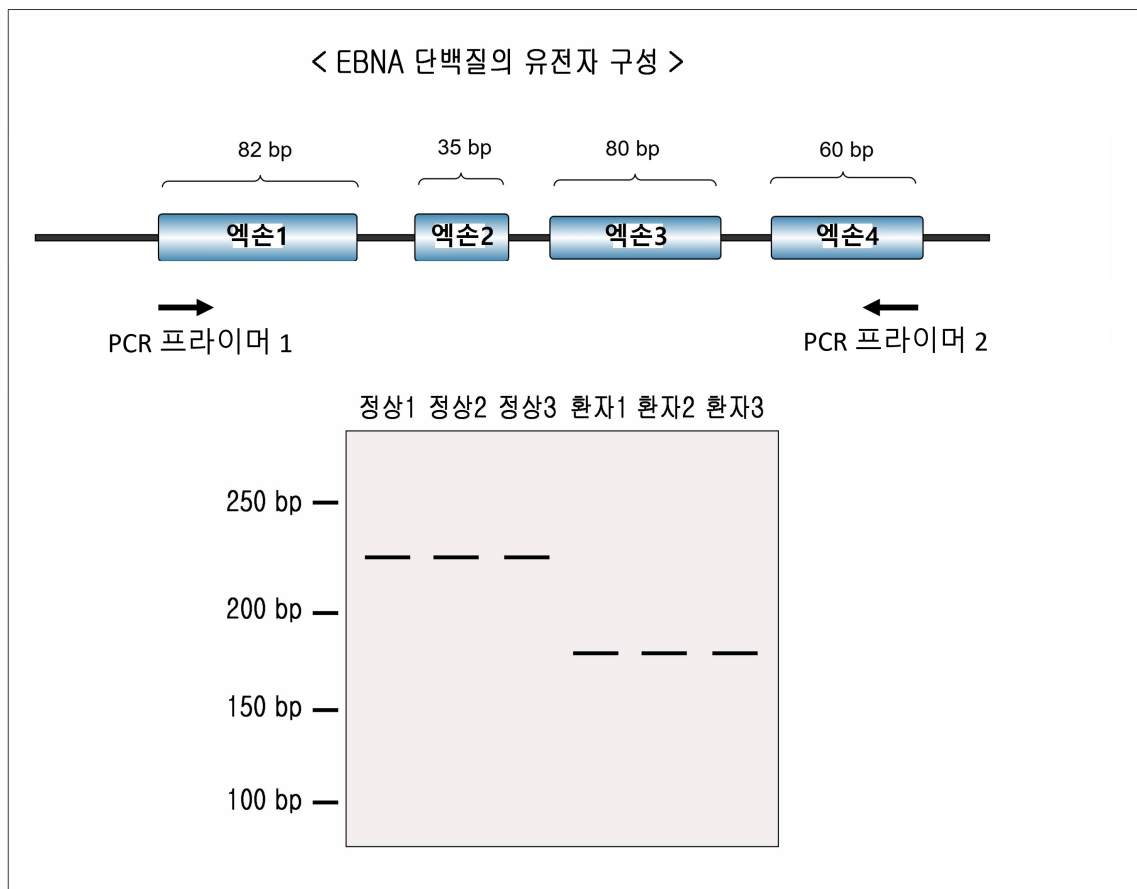 < EBNA 단백질의 유전자 구성 >
82 bp 35 bp 80 bp 60 bp
엑손1 엑손2 엑손3 엑손4
PCR 프라이머 1 PCR 프라이머 2
정상1 정상2 정상3 환자1 환자2 환자3
250 bp
200 bp
150 bp
100 bp